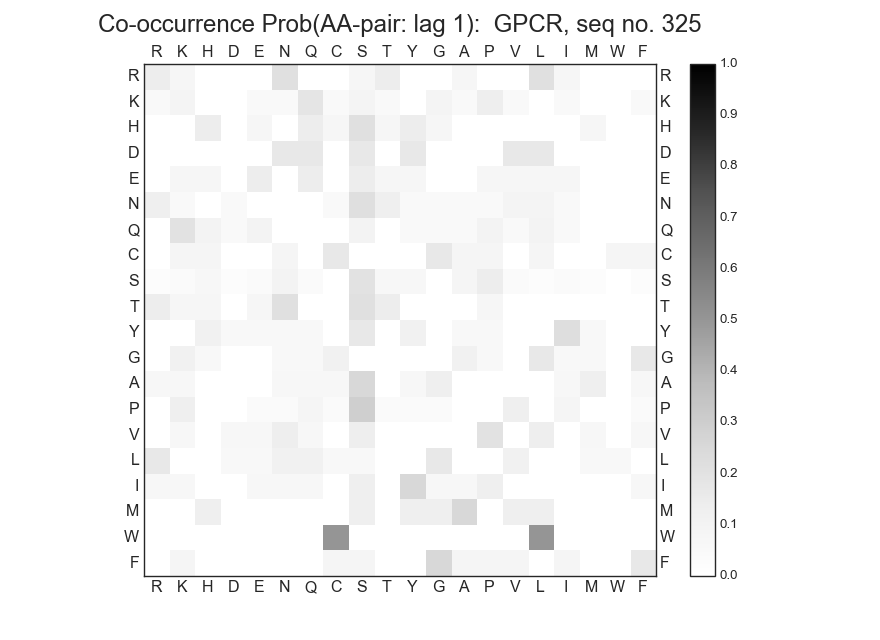 Co-occurrence Prob(AA-pair: lag 1):  GPCR, seq no. 325
R K H D E N Q C S T Y G A P V L I M W F
R R 1.0
K K 0.9
H H 0.8
D D
E E 0.7
N N
Q Q 0.6
C C
S S 0.5
T T
Y Y 0.4
G G
A A 0.3
P P
V V 0.2
L L
I I 0.1
M M
W W
F F 0.0
R K H D E N Q C S T Y G A P V L I M W F